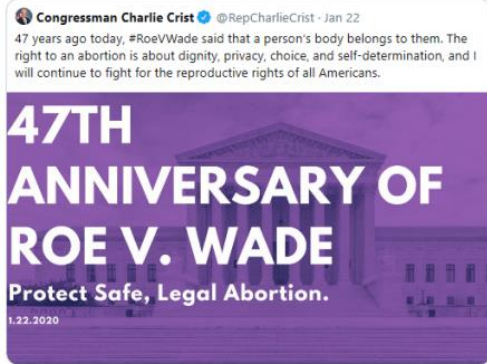 Congressman Charlie Crist @RepCharlieCrist · Jan 22
47 years ago today, #RoeVWade said that a person's body belongs to them. The
right to an abortion is about dignity, privacy, choice, and self-determination, and I
will continue to fight for the reproductive rights of all Americans.
47TH
ANNIVERSARY OF
ROE V. WADE
Protect Safe, Legal Abortion.
1.22.2020